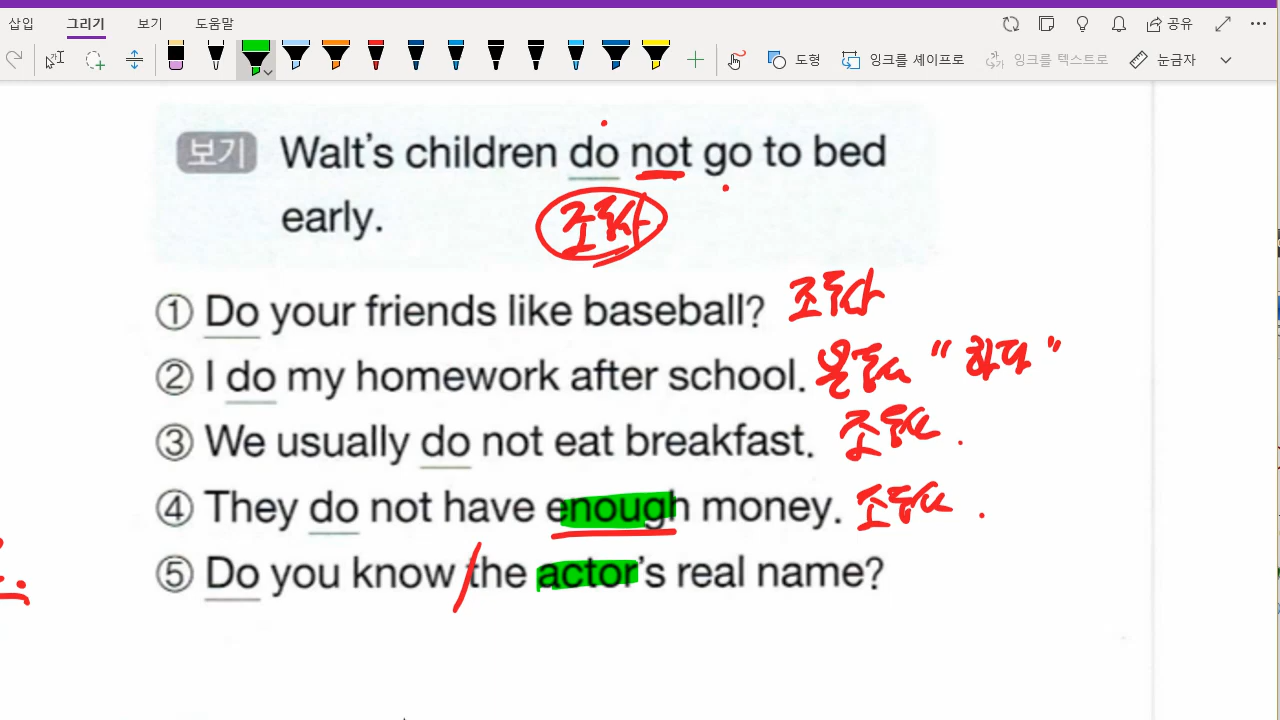 삽입 그리기 보기 도움말 공유
도형 잉크를 셰이프로 잉크를 텍스트로 눈금자
보기 Walt's children do not go to bed
early.
조동사
① Do your friends like baseball? 조동사
② I do my homework after school. 본동사 "하다"
③ We usually do not eat breakfast. 조동사.
④ They do not have enough money. 조동사.
⑤ Do you know / the actor's real name?